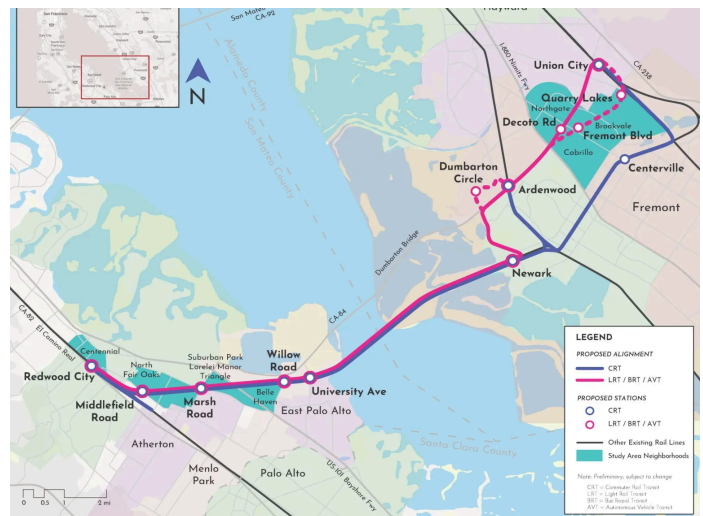 San Mateo
CA-92
Hayward
Alameda County
San Mateo County
I-880 Nimitz Fwy
CA-238
N
Union City
Quarry Lakes
Northgate
Decoto Rd
Brookvale
Fremont Blvd
Cabrillo
Centerville
Dumbarton
Circle
Ardenwood
Fremont
Dumbarton Bridge
Newark
CA-84
CA-82
El Camino Real
Centennial
Redwood City
North
Fair Oaks
Suburban Park
Lorelei Manor
Triangle
Willow
Road
University Ave
Middlefield
Road
Marsh
Road
Belle
Haven
East Palo Alto
Atherton
Menlo
Park
Palo Alto
US-101 Bayshore Fwy
Santa Clara County
0 0.5 1 2 mi
LEGEND
PROPOSED ALIGNMENT
CRT
LRT / BRT / AVT
PROPOSED STATIONS
CRT
LRT / BRT / AVT
Other Existing Rail Lines
Study Area Neighborhoods
Note: Preliminary, subject to change
CRT = Commuter Rail Transit
LRT = Light Rail Transit
BRT = Bus Rapid Transit
AVT = Autonomous Vehicle Transit